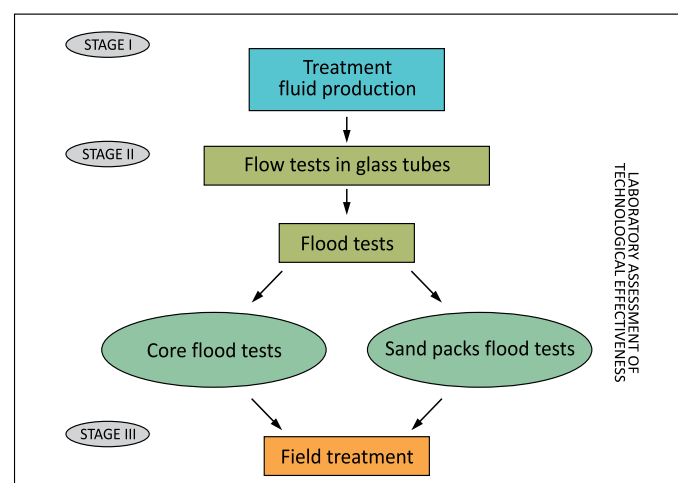 STAGE I
Treatment
fluid production
STAGE II
Flow tests in glass tubes
Flood tests
Core flood tests
Sand packs flood tests
STAGE III
Field treatment
LABORATORY ASSESSMENT OF
TECHNOLOGICAL EFFECTIVENESS